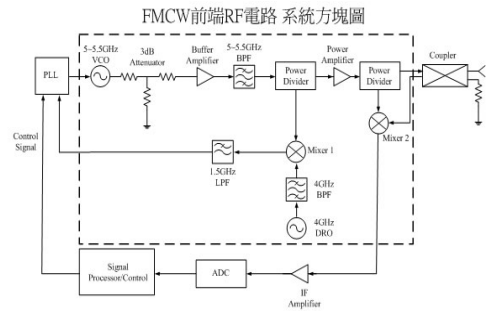 FMCW前端RF電路 系統方塊圖
5-5.5GHz
VCO
3dB
Attenuator
Buffer
Amplifier
5-5.5GHz
BPF
Power
Amplifier
Coupler
PLL
Power
Divider
Power
Divider
Control
Signal
Mixer 1
Mixer 2
1.5GHz
LPF
4GHz
BPF
4GHz
DRO
Signal
Processor/Control
ADC
IF
Amplifier